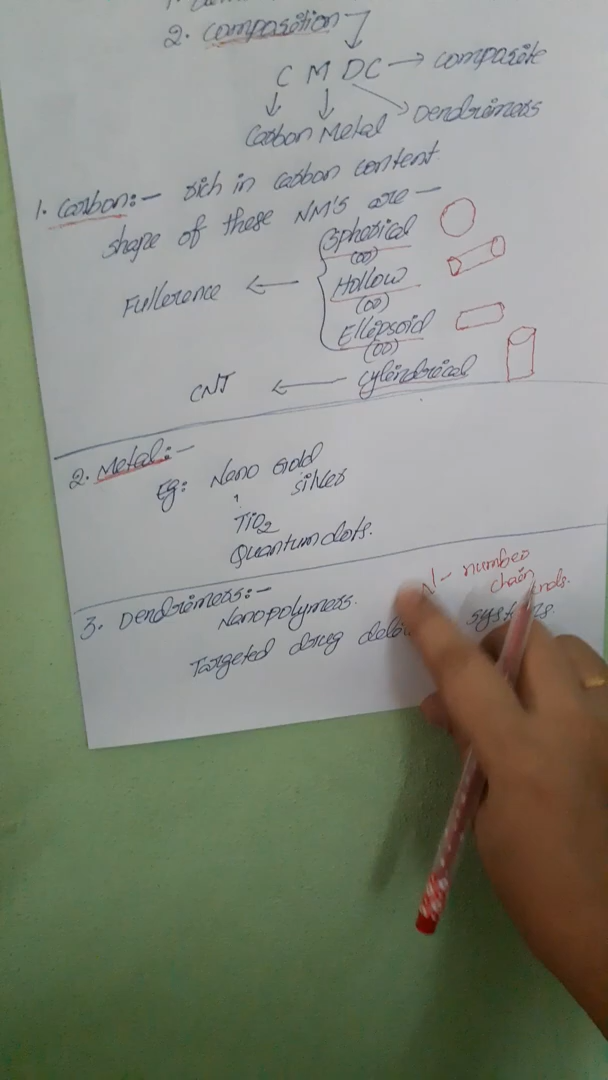 2. Composition
C M DC → composite
Carbon Metal Dendrimers
1. Carbon:- rich in carbon content
shape of these NM'S are -
Spherical
(or)
Fullerence ← Hollow
(or)
Ellipsoid
(or)
CNT ← cylindrical
2. Metal:-
Eg: Nano Gold
silver
TiO2
Quantum dots.
3. Dendrimers:-
N- number
chain
Nanopolymers.
Targeted drug systems.